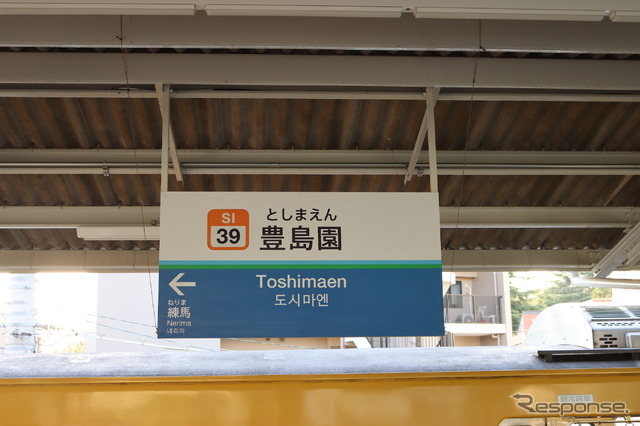 SI
39
としまえん
豊島園
Toshimaen
도시마엔
←
ねりま
練馬
Nerima
네리마
Response.